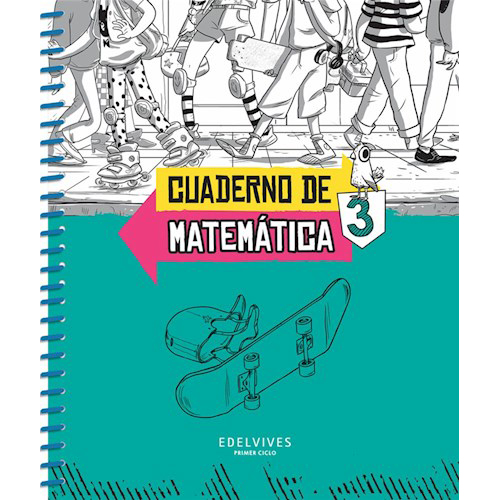 CUADERNO DE
3
MATEMÁTICA
EDELVIVES
PRIMER CICLO